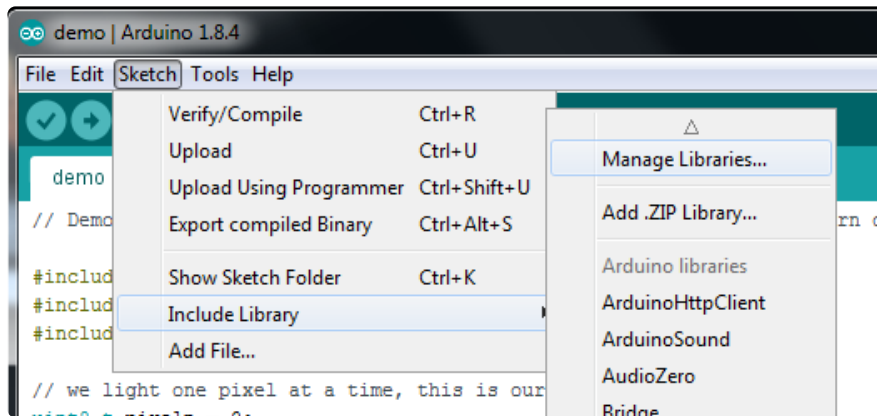 demo | Arduino 1.8.4
File Edit Sketch Tools Help
Verify/Compile Ctrl+R
Upload Ctrl+U
Upload Using Programmer Ctrl+Shift+U
Export compiled Binary Ctrl+Alt+S
Show Sketch Folder Ctrl+K
Include Library
Add File...
Manage Libraries...
Add .ZIP Library...
Arduino libraries
ArduinoHttpClient
ArduinoSound
AudioZero
Bridge
demo
// Demo
#includ
#includ
#includ
// we light one pixel at a time, this is our